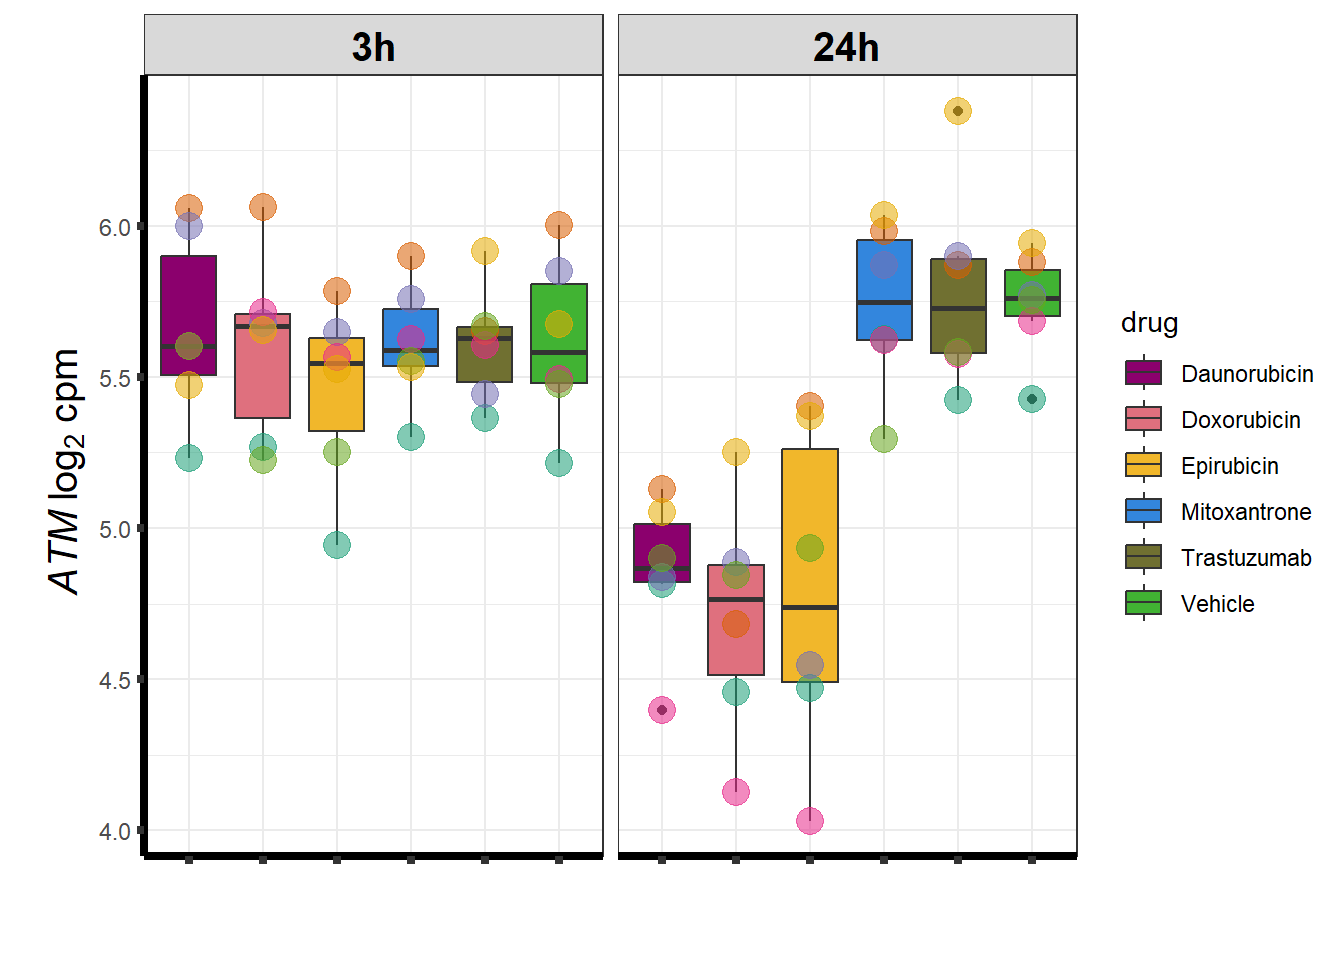 3h
24h
ATM log2 cpm
6.0
5.5
5.0
4.5
4.0
drug
Daunorubicin
Doxorubicin
Epirubicin
Mitoxantrone
Trastuzumab
Vehicle